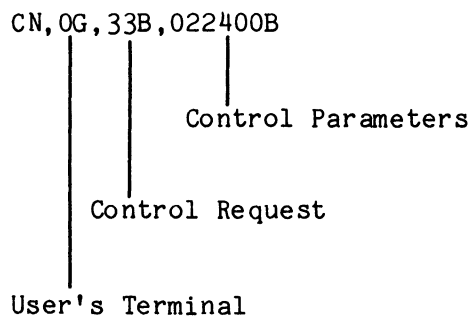 CN,0G,33B,022400B
Control Parameters
Control Request
User's Terminal